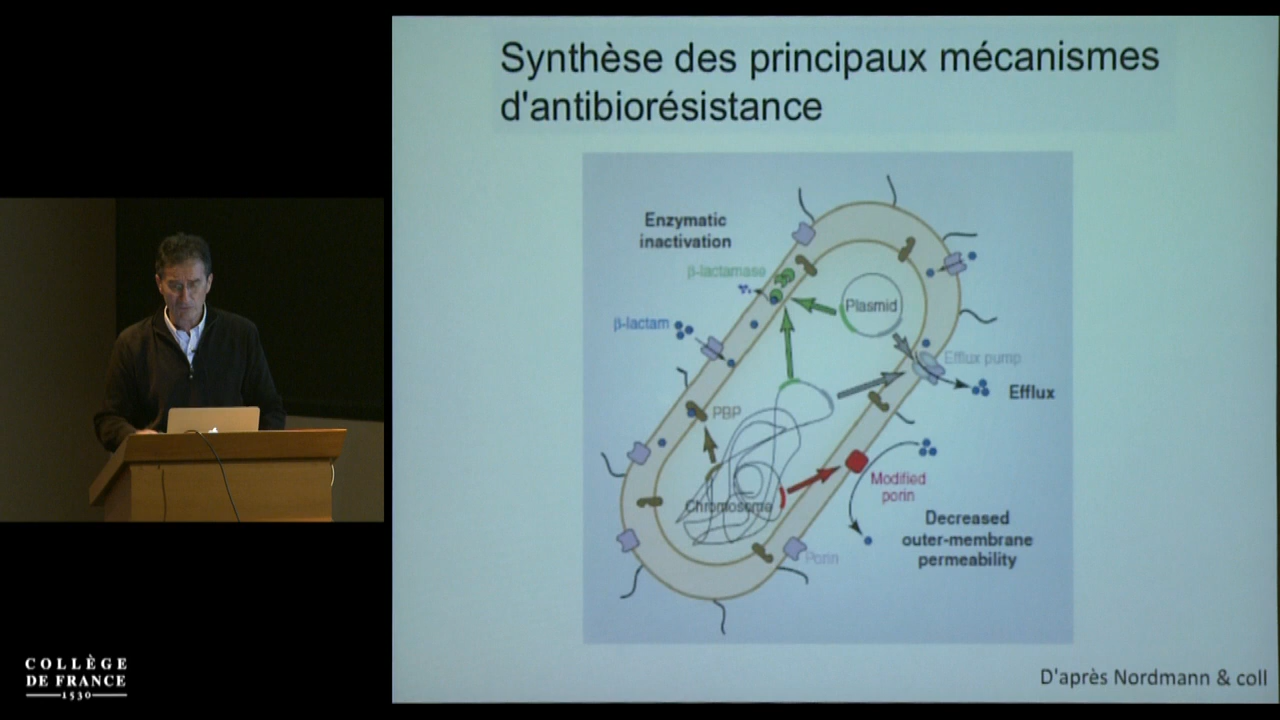 Synthèse des principaux mécanismes
d'antibiorésistance
Enzymatic
inactivation
β-lactamase
Plasmid
β-lactam
Efflux pump
Efflux
PBP
Modified
porin
Chromosome
Decreased
outer-membrane
permeability
Porin
COLLÈGE
DE FRANCE
1530
D'après Nordmann & coll